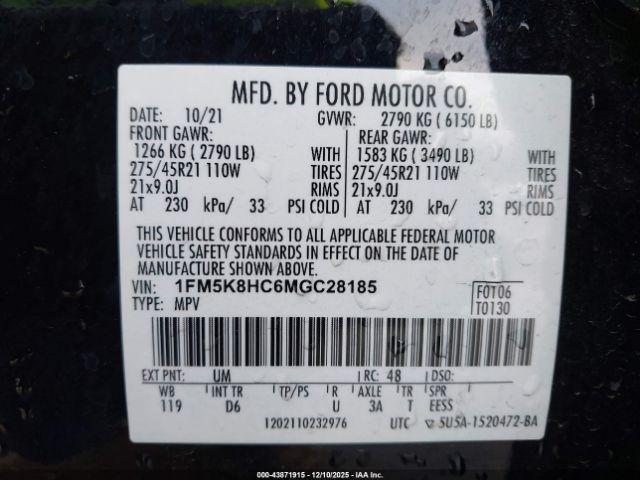 MFD. BY FORD MOTOR CO.
DATE: 10/21 GVWR: 2790 KG ( 6150 LB)
FRONT GAWR: REAR GAWR:
1266 KG ( 2790 LB) WITH 1583 KG ( 3490 LB) WITH
275/45R21 110W TIRES 275/45R21 110W TIRES
21x9.0J RIMS 21x9.0J RIMS
AT 230 kPa/ 33 PSI COLD AT 230 kPa/ 33 PSI COLD
THIS VEHICLE CONFORMS TO ALL APPLICABLE FEDERAL MOTOR
VEHICLE SAFETY STANDARDS IN EFFECT ON THE DATE OF
MANUFACTURE SHOWN ABOVE.
VIN: 1FM5K8HC6MGC28185 F0T06
TYPE: MPV T0130
EXT PNT: UM RC: 48 DSO:
WB INT TR TP/PS R AXLE TR SPR
119 D6 U 3A T EESS
1202110232976 UTC 5U5A-1520472-BA
000-43871915 - 12/10/2025 - IAA Inc.